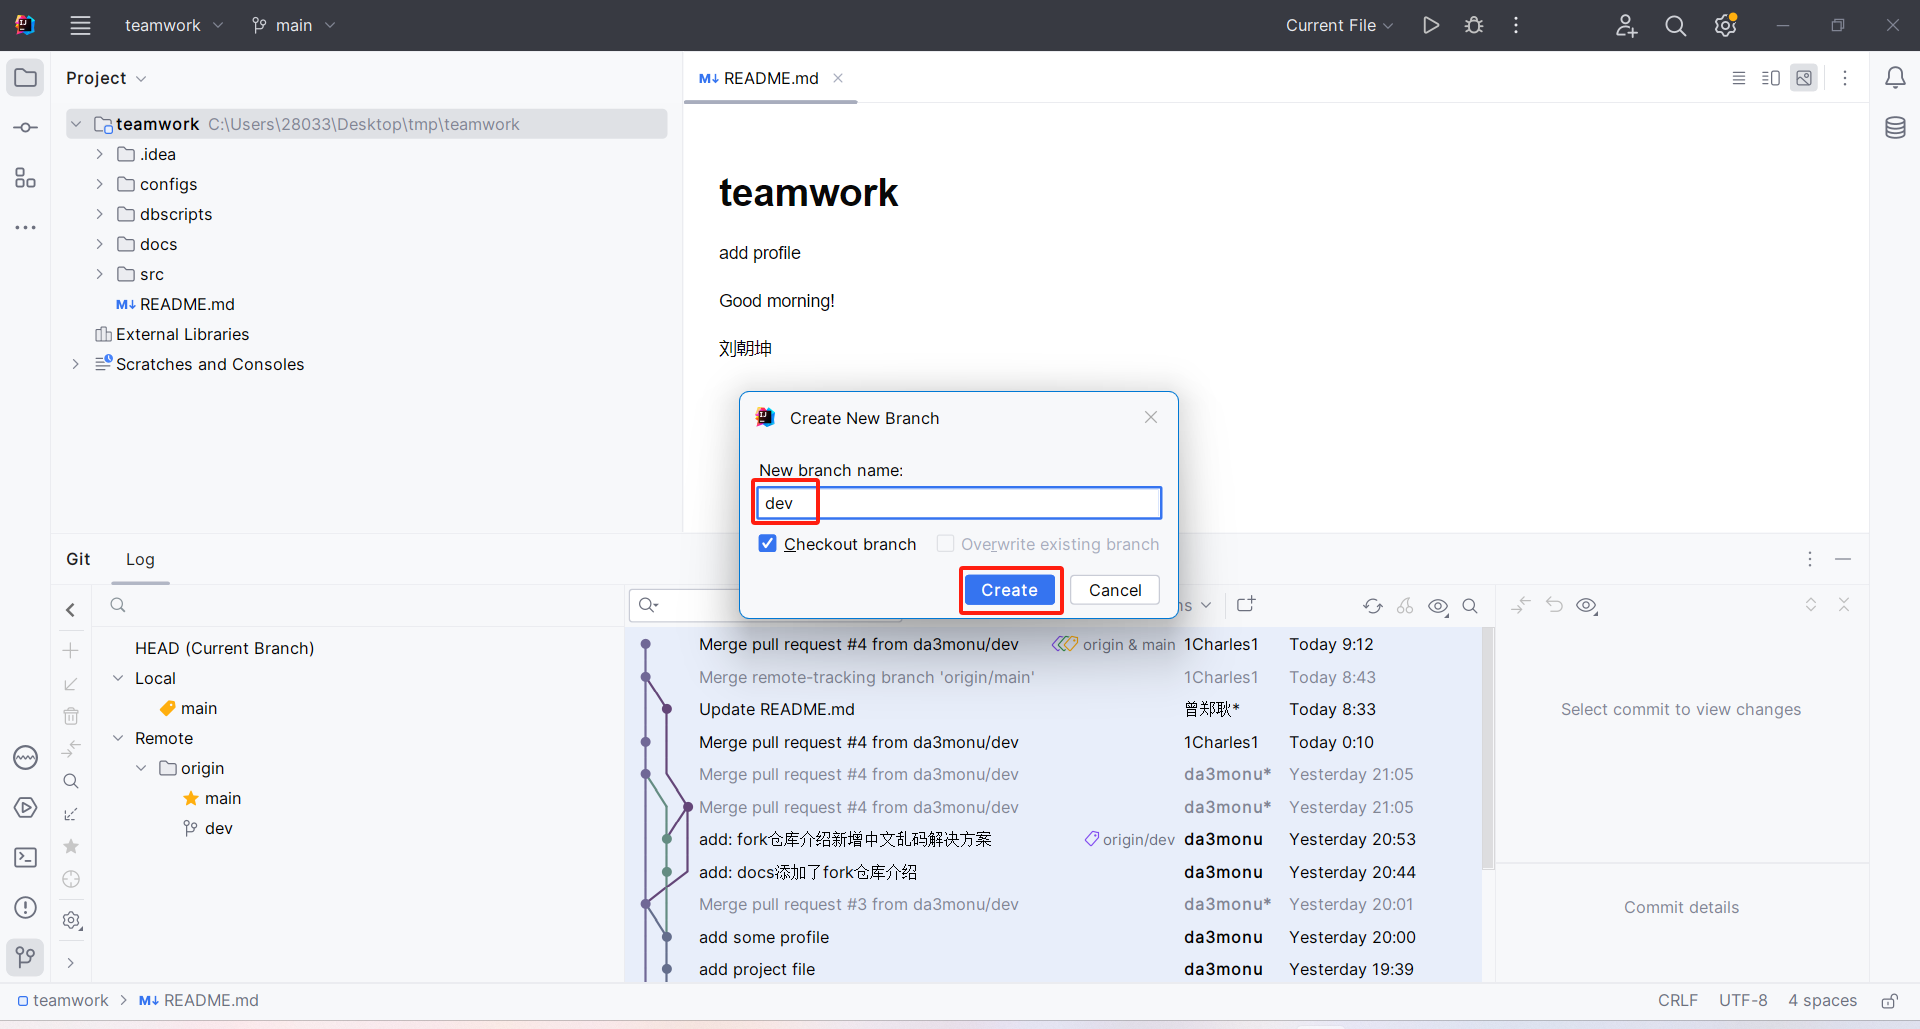 teamwork
main
Current File
Project
README.md
teamwork C:\Users\28033\Desktop\tmp\teamwork
.idea
configs
dbscripts
docs
src
README.md
External Libraries
Scratches and Consoles
teamwork
add profile
Good morning!
刘朝坤
Create New Branch
New branch name:
dev
Checkout branch
Overwrite existing branch
Create
Cancel
Git
Log
HEAD (Current Branch)
Local
main
Remote
origin
main
dev
Merge pull request #4 from da3monu/dev origin & main 1Charles1 Today 9:12
Merge remote-tracking branch 'origin/main' 1Charles1 Today 8:43
Update README.md 曾郑耿* Today 8:33
Merge pull request #4 from da3monu/dev 1Charles1 Today 0:10
Merge pull request #4 from da3monu/dev da3monu* Yesterday 21:05
Merge pull request #4 from da3monu/dev da3monu* Yesterday 21:05
add: fork仓库介绍新增中文乱码解决方案 origin/dev da3monu Yesterday 20:53
add: docs添加了fork仓库介绍 da3monu Yesterday 20:44
Merge pull request #3 from da3monu/dev da3monu* Yesterday 20:01
add some profile da3monu Yesterday 20:00
add project file da3monu Yesterday 19:39
Select commit to view changes
Commit details
teamwork
README.md
CRLF
UTF-8
4 spaces